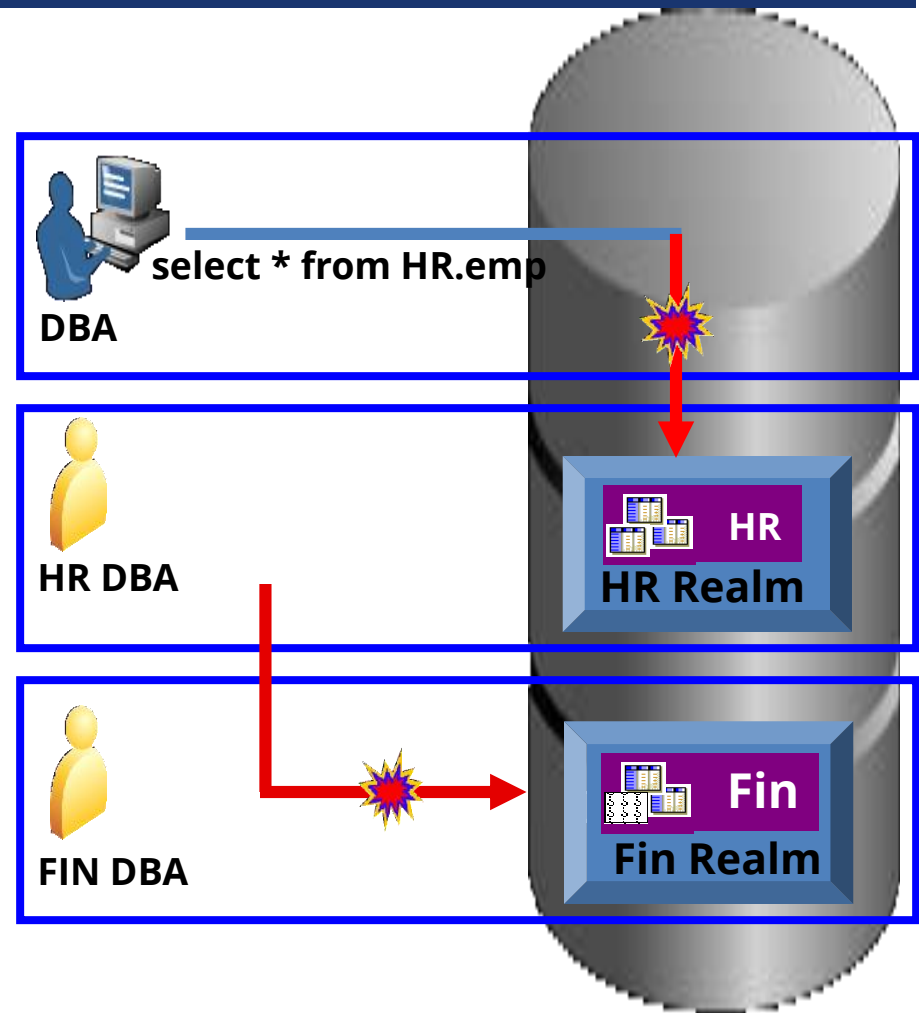 select * from HR.emp
DBA
HR
HR DBA
HR Realm
Fin
Fin Realm
FIN DBA